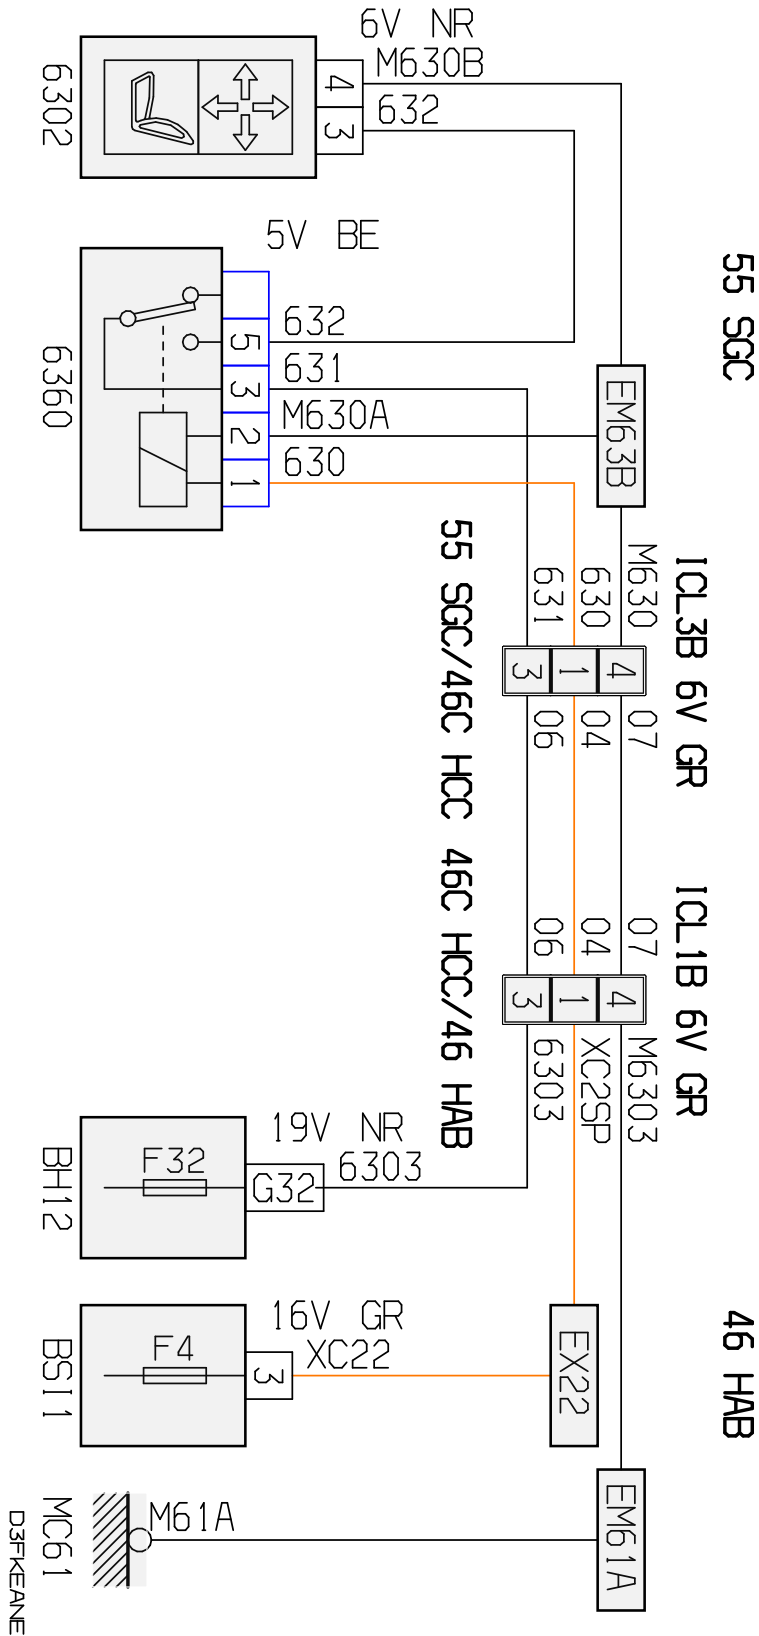 6V NR
M630B
4
632
3
6302
5V BE
55 SGC
632
5
631
3
M630A
2
630
1
6360
EM63B
M630
630
631
ICL3B 6V GR
4
1
3
07
04
06
55 SGC/46C HCC
46C HCC/46 HAB
07
04
06
ICL1B 6V GR
4
1
3
M6303
XC2SP
6303
19V NR
6303
F32
G32
BH12
46 HAB
16V GR
XC22
F4
3
EX22
BSI1
M61A
EM61A
MC61
D3FKEANE